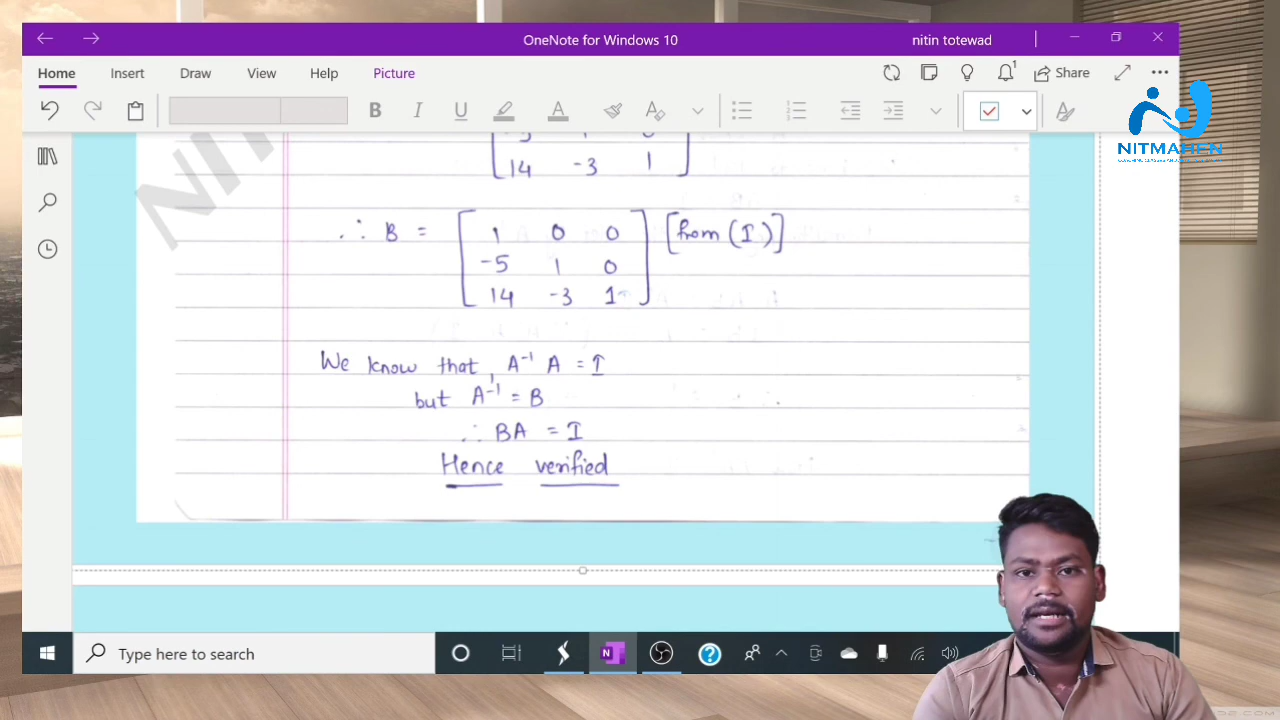 OneNote for Windows 10
nitin totewad
Home Insert Draw View Help Picture
Share
B I U A
NIT
14 -3 1
∴ B = [ 1 0 0 [from (I)]
-5 1 0
14 -3 1 ]
We know that, A⁻¹ A = I
but A⁻¹ = B
∴ BA = I
Hence verified
Type here to search
NITMAHEN